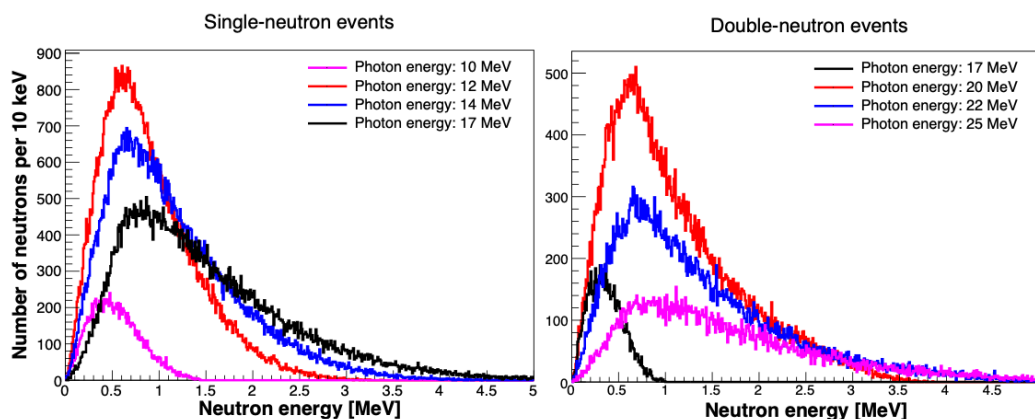 Single-neutron events
Number of neutrons per 10 keV
900
800
700
600
500
400
300
200
100
0
Photon energy: 10 MeV
Photon energy: 12 MeV
Photon energy: 14 MeV
Photon energy: 17 MeV
0 0.5 1 1.5 2 2.5 3 3.5 4 4.5 5
Neutron energy [MeV]
Double-neutron events
500
400
300
200
100
0
Photon energy: 17 MeV
Photon energy: 20 MeV
Photon energy: 22 MeV
Photon energy: 25 MeV
0 0.5 1 1.5 2 2.5 3 3.5 4 4.5
Neutron energy [MeV]